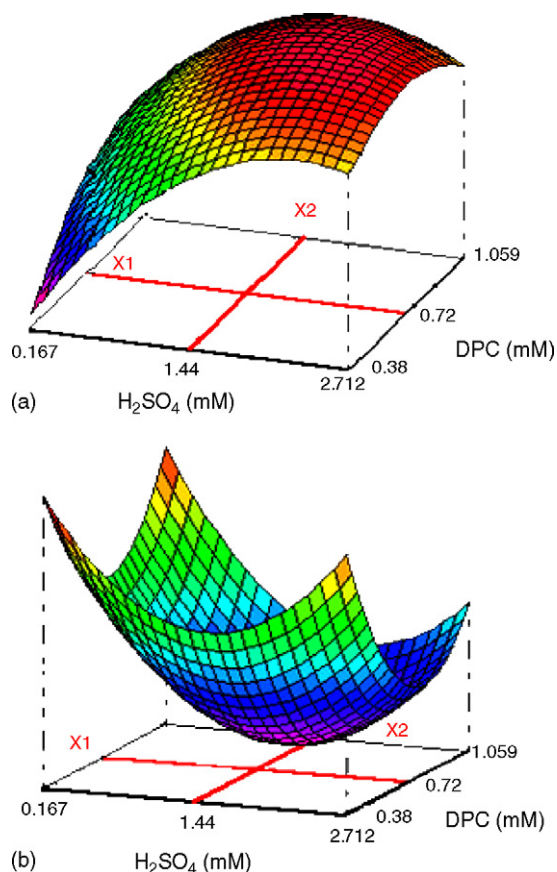 X2
1.059
X1
0.72
0.167
DPC (mM)
0.38
1.44
2.712
(a)
H₂SO₄ (mM)
X1
X2
1.059
0.72
0.167
0.38
DPC (mM)
1.44
2.712
(b)
H₂SO₄ (mM)